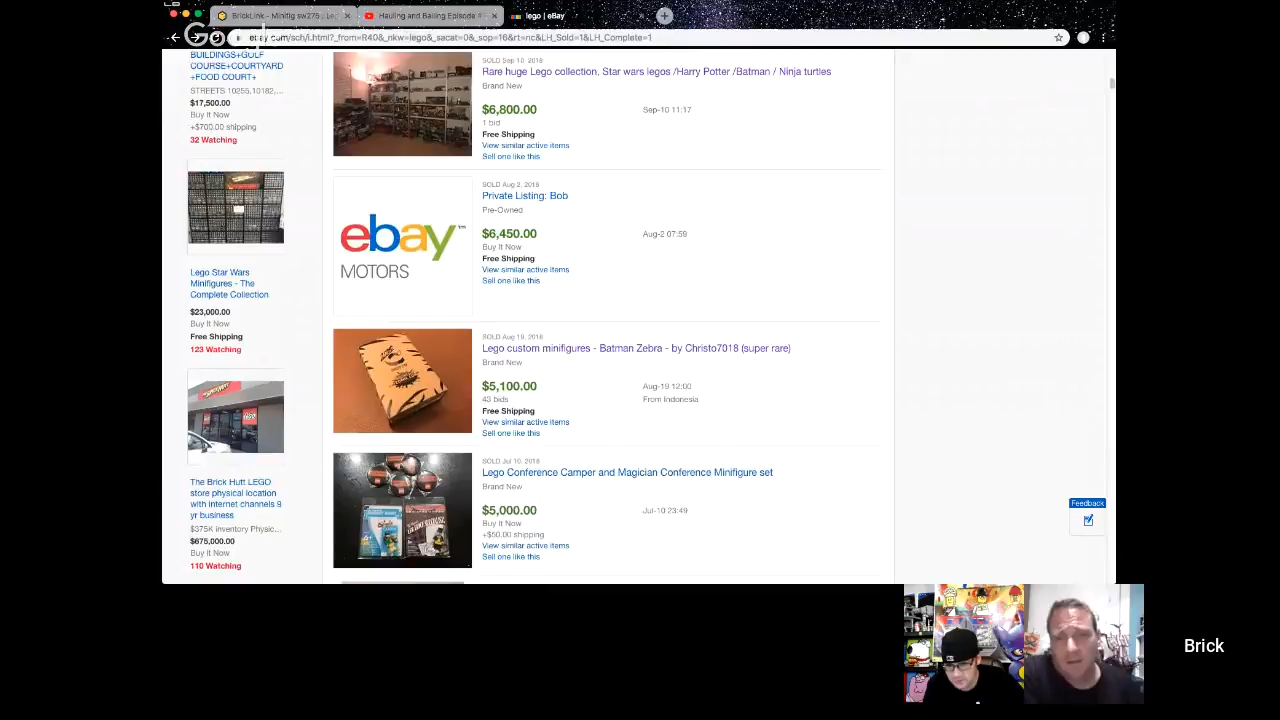 BrickLink - Minifig sw275 : Leg
Hauling and Bailing Episode #
lego | eBay
ebay.com/sch/i.html?_from=R40&_nkw=lego&_sacat=0&_sop=16&rt=nc&LH_Sold=1&LH_Complete=1
BUILDINGS+GOLF
COURSE+COURTYARD
+FOOD COURT+
STREETS 10255,10182,...
$17,500.00
Buy It Now
+$700.00 shipping
32 Watching
Lego Star Wars
Minifigures - The
Complete Collection
$23,000.00
Buy It Now
Free Shipping
123 Watching
The Brick Hutt LEGO
store physical location
with internet channels 9
yr business
$375K inventory Physic...
$675,000.00
Buy It Now
110 Watching
SOLD Sep 10, 2018
Rare huge Lego collection, Star wars legos /Harry Potter /Batman / Ninja turtles
Brand New
$6,800.00
Sep-10 11:17
1 bid
Free Shipping
View similar active items
Sell one like this
ebay™
MOTORS
SOLD Aug 2, 2018
Private Listing: Bob
Pre-Owned
$6,450.00
Aug-2 07:59
Buy It Now
Free Shipping
View similar active items
Sell one like this
SOLD Aug 19, 2018
Lego custom minifigures - Batman Zebra - by Christo7018 (super rare)
Brand New
$5,100.00
Aug-19 12:00
43 bids
From Indonesia
Free Shipping
View similar active items
Sell one like this
SOLD Jul 10, 2018
Lego Conference Camper and Magician Conference Minifigure set
Brand New
$5,000.00
Jul-10 23:49
Buy It Now
+$50.00 shipping
View similar active items
Sell one like this
Feedback
Brick